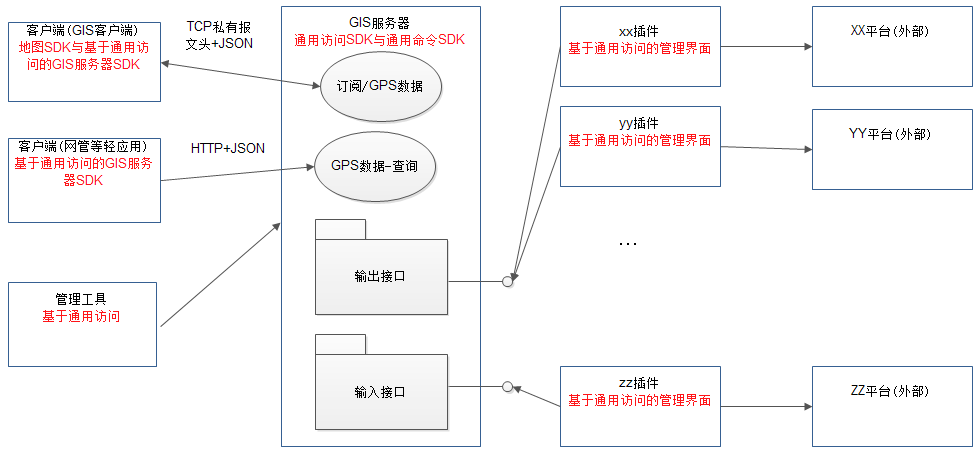 客户端(GIS客户端)
地图SDK与基于通用访
问的GIS服务器SDK
TCP私有报
文头+JSON
客户端(网管等轻应用)
基于通用访问的GIS服务
器SDK
HTTP+JSON
管理工具
基于通用访问
GIS服务器
通用访问SDK与通用命令SDK
订阅/GPS数据
GPS数据-查询
输出接口
输入接口
xx插件
基于通用访问的管理界面
XX平台(外部)
yy插件
基于通用访问的管理界面
YY平台(外部)
...
zz插件
基于通用访问的管理界面
ZZ平台(外部)